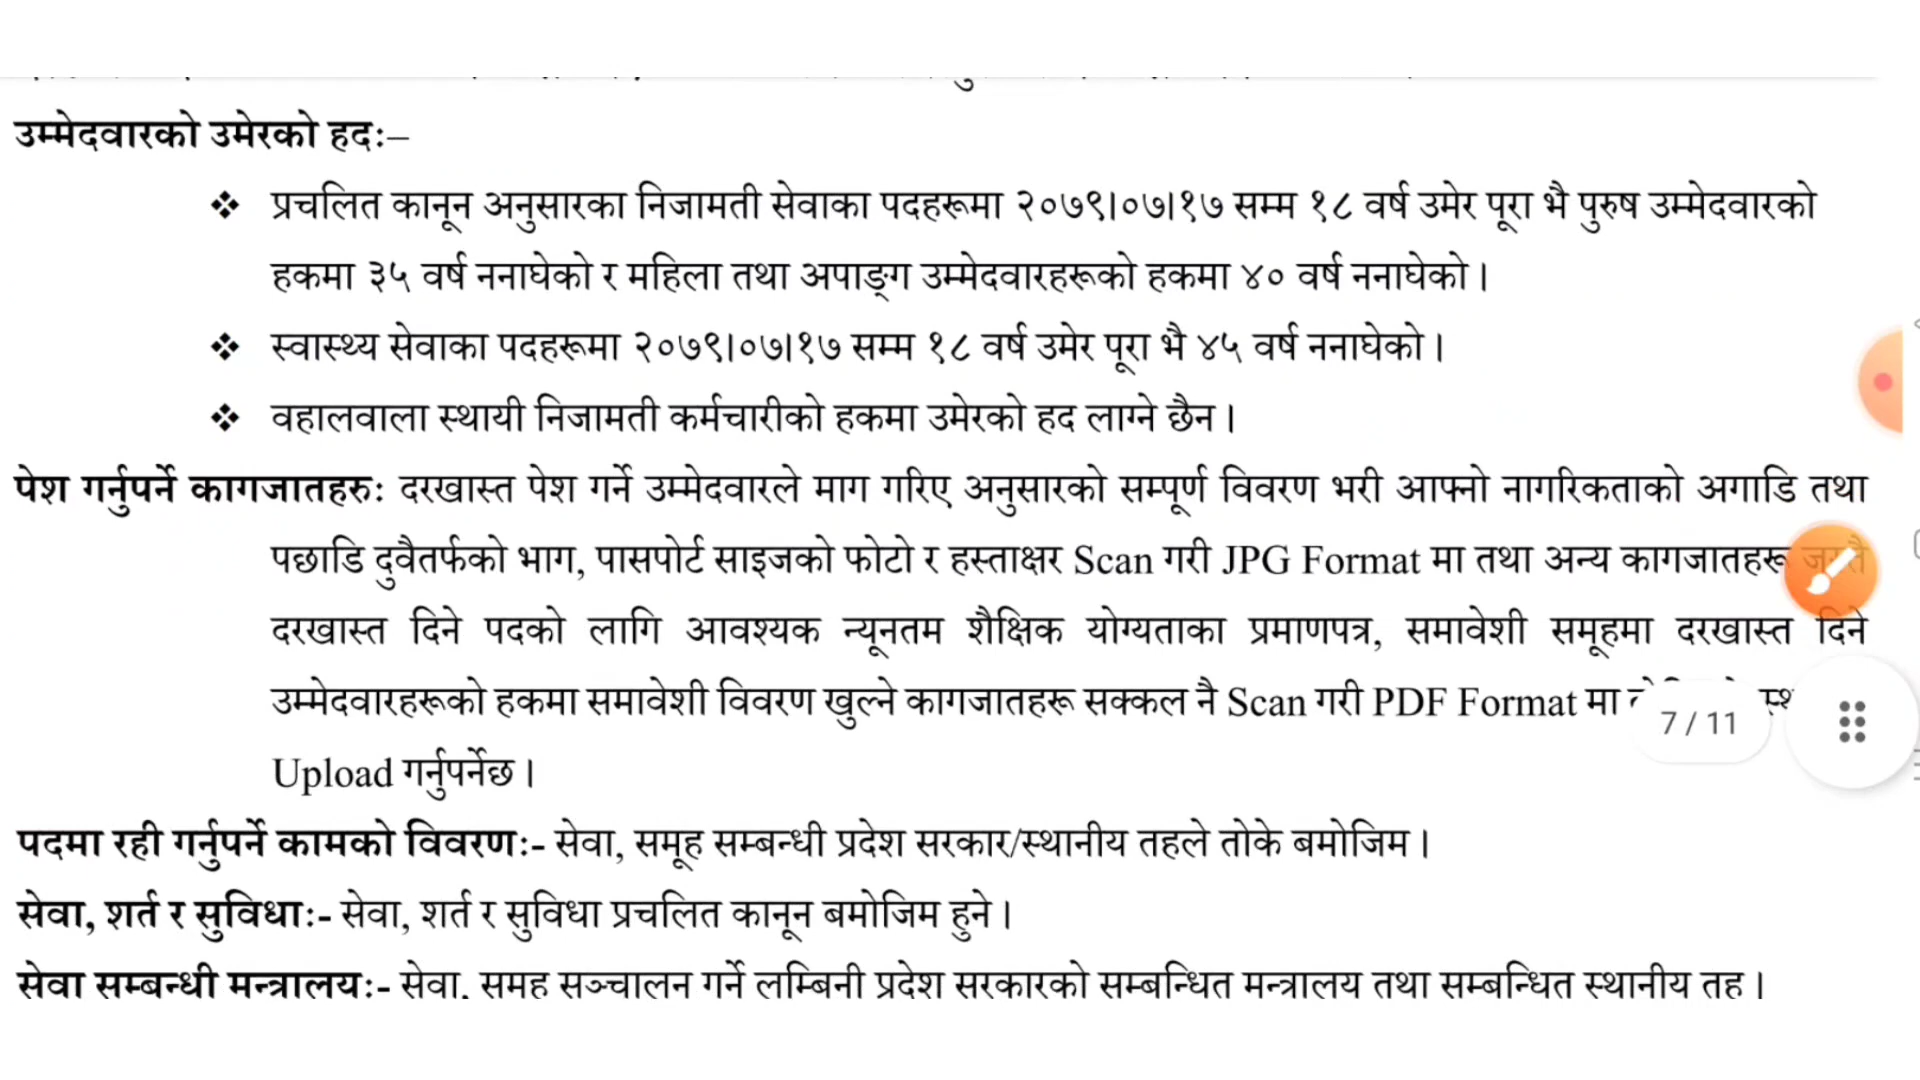 उम्मेदवारको उमेरको हदः–
❖ प्रचलित कानून अनुसारका निजामती सेवाका पदहरूमा २०७९।०७।१७ सम्म १८ वर्ष उमेर पूरा भै पुरुष उम्मेदवारको
हकमा ३५ वर्ष ननाघेको र महिला तथा अपाङ्ग उम्मेदवारहरूको हकमा ४० वर्ष ननाघेको।
❖ स्वास्थ्य सेवाका पदहरूमा २०७९।०७।१७ सम्म १८ वर्ष उमेर पूरा भै ४५ वर्ष ननाघेको।
❖ वहालवाला स्थायी निजामती कर्मचारीको हकमा उमेरको हद लाग्ने छैन।
पेश गर्नुपर्ने कागजातहरुः दरखास्त पेश गर्ने उम्मेदवारले माग गरिए अनुसारको सम्पूर्ण विवरण भरी आफ्नो नागरिकताको अगाडि तथा
पछाडि दुवैतर्फको भाग, पासपोर्ट साइजको फोटो र हस्ताक्षर Scan गरी JPG Format मा तथा अन्य कागजातहरू
दरखास्त दिने पदको लागि आवश्यक न्यूनतम शैक्षिक योग्यताका प्रमाणपत्र, समावेशी समूहमा दरखास्त दिने
उम्मेदवारहरूको हकमा समावेशी विवरण खुल्ने कागजातहरू सक्कल नै Scan गरी PDF Format मा
7 / 11
Upload गर्नुपर्नेछ।
पदमा रही गर्नुपर्ने कामको विवरणः- सेवा, समूह सम्बन्धी प्रदेश सरकार/स्थानीय तहले तोके बमोजिम।
सेवा, शर्त र सुविधाः- सेवा, शर्त र सुविधा प्रचलित कानून बमोजिम हुने।
सेवा सम्बन्धी मन्त्रालयः- सेवा, समूह सञ्चालन गर्ने लुम्बिनी प्रदेश सरकारको सम्बन्धित मन्त्रालय तथा सम्बन्धित स्थानीय तह।